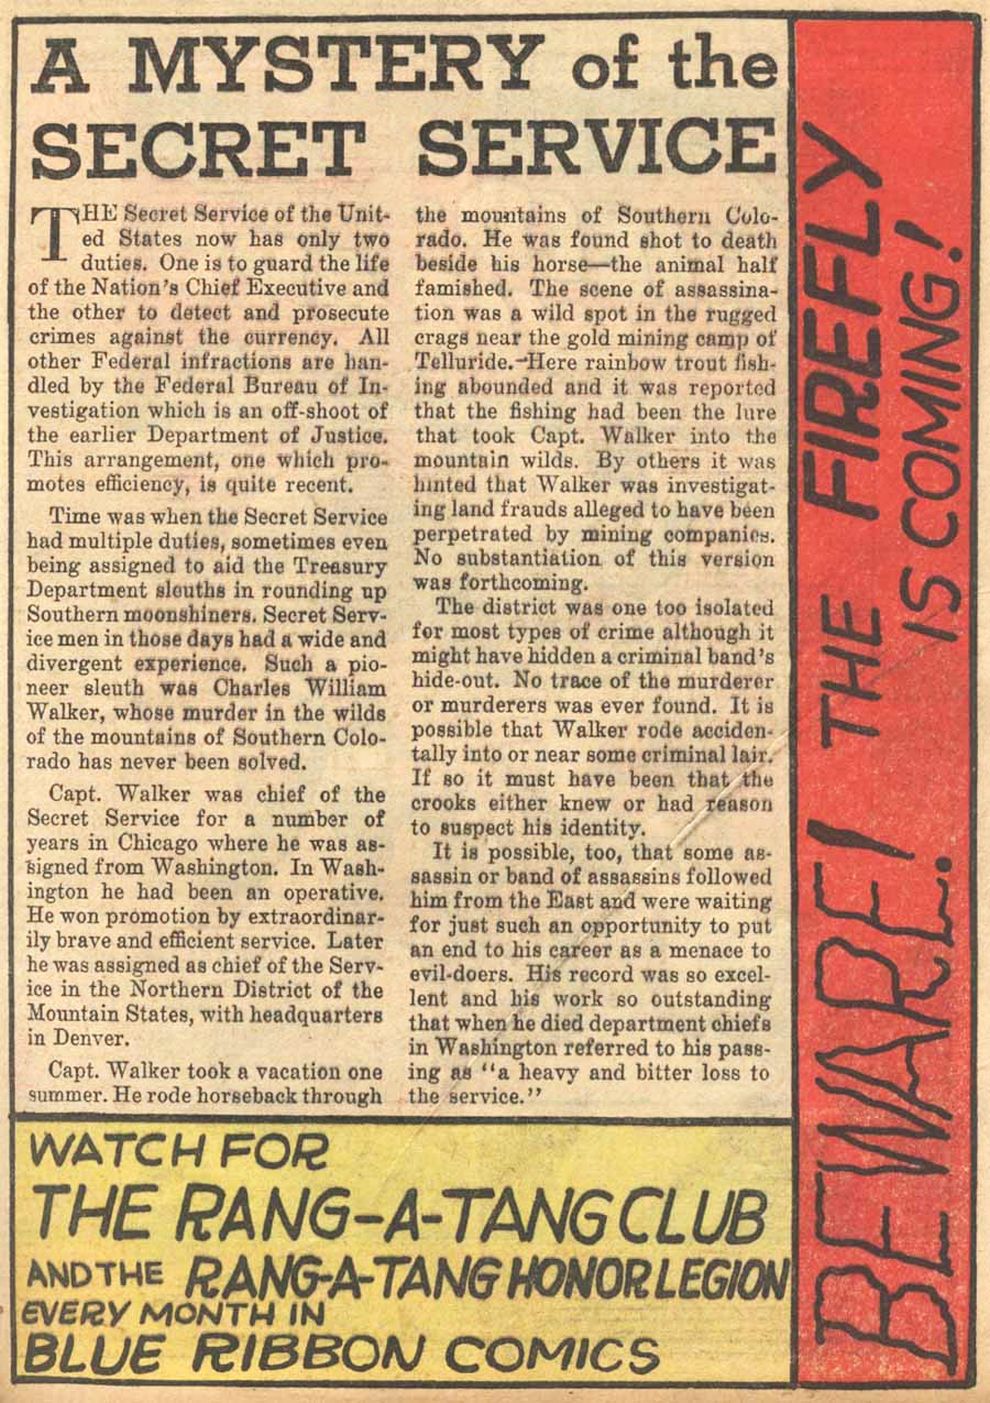 A MYSTERY of the
SECRET SERVICE
THE Secret Service of the Unit-
ed States now has only two
duties. One is to guard the life
of the Nation's Chief Executive and
the other to detect and prosecute
crimes against the currency. All
other Federal infractions are han-
dled by the Federal Bureau of In-
vestigation which is an off-shoot of
the earlier Department of Justice.
This arrangement, one which pro-
motes efficiency, is quite recent.
Time was when the Secret Service
had multiple duties, sometimes even
being assigned to aid the Treasury
Department sleuths in rounding up
Southern moonshiners. Secret Serv-
ice men in those days had a wide and
divergent experience. Such a pio-
neer sleuth was Charles William
Walker, whose murder in the wilds
of the mountains of Southern Colo-
rado has never been solved.
Capt. Walker was chief of the
Secret Service for a number of
years in Chicago where he was as-
signed from Washington. In Wash-
ington he had been an operative.
He won promotion by extraordinar-
ily brave and efficient service. Later
he was assigned as chief of the Serv-
ice in the Northern District of the
Mountain States, with headquarters
in Denver.
Capt. Walker took a vacation one
summer. He rode horseback through
the mountains of Southern Colo-
rado. He was found shot to death
beside his horse—the animal half
famished. The scene of assassina-
tion was a wild spot in the rugged
crags near the gold mining camp of
Telluride. Here rainbow trout fish-
ing abounded and it was reported
that the fishing had been the lure
that took Capt. Walker into the
mountain wilds. By others it was
hinted that Walker was investigat-
ing land frauds alleged to have been
perpetrated by mining companies.
No substantiation of this version
was forthcoming.
The district was one too isolated
for most types of crime although it
might have hidden a criminal band's
hide-out. No trace of the murderer
or murderers was ever found. It is
possible that Walker rode acciden-
tally into or near some criminal lair.
If so it must have been that the
crooks either knew or had reason
to suspect his identity.
It is possible, too, that some as-
sassin or band of assassins followed
him from the East and were waiting
for just such an opportunity to put
an end to his career as a menace to
evil-doers. His record was so excel-
lent and his work so outstanding
that when he died department chiefs
in Washington referred to his pass-
ing as "a heavy and bitter loss to
the service."
WATCH FOR
THE RANG-A-TANG CLUB
AND THE RANG-A-TANG HONOR LEGION
EVERY MONTH IN
BLUE RIBBON COMICS
BEWARE! THE FIREFLY
IS COMING!